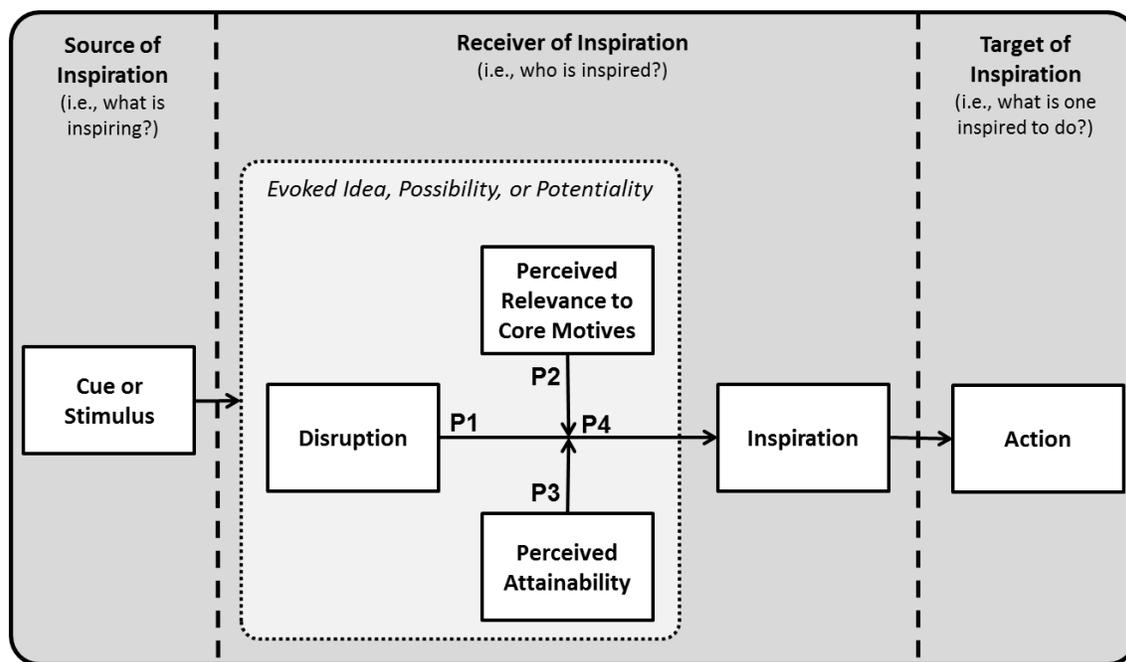 Source of
Inspiration
(i.e., what is
inspiring?)
Receiver of Inspiration
(i.e., who is inspired?)
Target of
Inspiration
(i.e., what is one
inspired to do?)
Evoked Idea, Possibility, or Potentiality
Cue or
Stimulus
Disruption
Perceived
Relevance to
Core Motives
P1
P2
P3
P4
Perceived
Attainability
Inspiration
Action